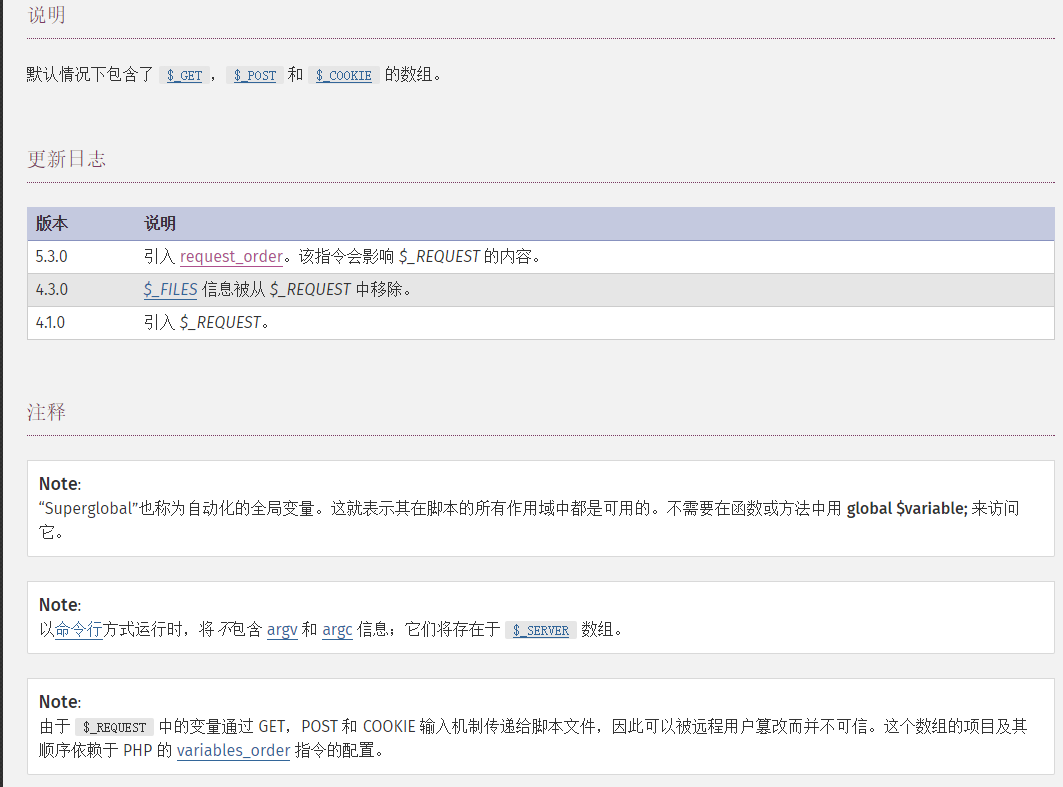 说明
默认情况下包含了 $_GET ，$_POST 和 $_COOKIE 的数组。
更新日志
版本 说明
5.3.0 引入 request_order。该指令会影响 $_REQUEST 的内容。
4.3.0 $_FILES 信息被从 $_REQUEST 中移除。
4.1.0 引入 $_REQUEST。
注释
Note:
“Superglobal”也称为自动化的全局变量。这就表示其在脚本的所有作用域中都是可用的。不需要在函数或方法中用 global $variable; 来访问
它。
Note:
以命令行方式运行时，将不包含 argv 和 argc 信息；它们将存在于 $_SERVER 数组。
Note:
由于 $_REQUEST 中的变量通过 GET，POST 和 COOKIE 输入机制传递给脚本文件，因此可以被远程用户篡改而并不可信。这个数组的项目及其
顺序依赖于 PHP 的 variables_order 指令的配置。